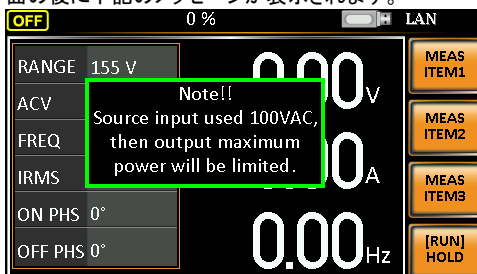 面の後に下記のメッセージが表示されます。
OFF 0 % LAN
RANGE 155 V
ACV
FREQ
IRMS
ON PHS 0°
OFF PHS 0°
Note!!
Source input used 100VAC,
then output maximum
power will be limited.
0.00 V
A
0.00 Hz
MEAS
ITEM1
MEAS
ITEM2
MEAS
ITEM3
[RUN]
HOLD